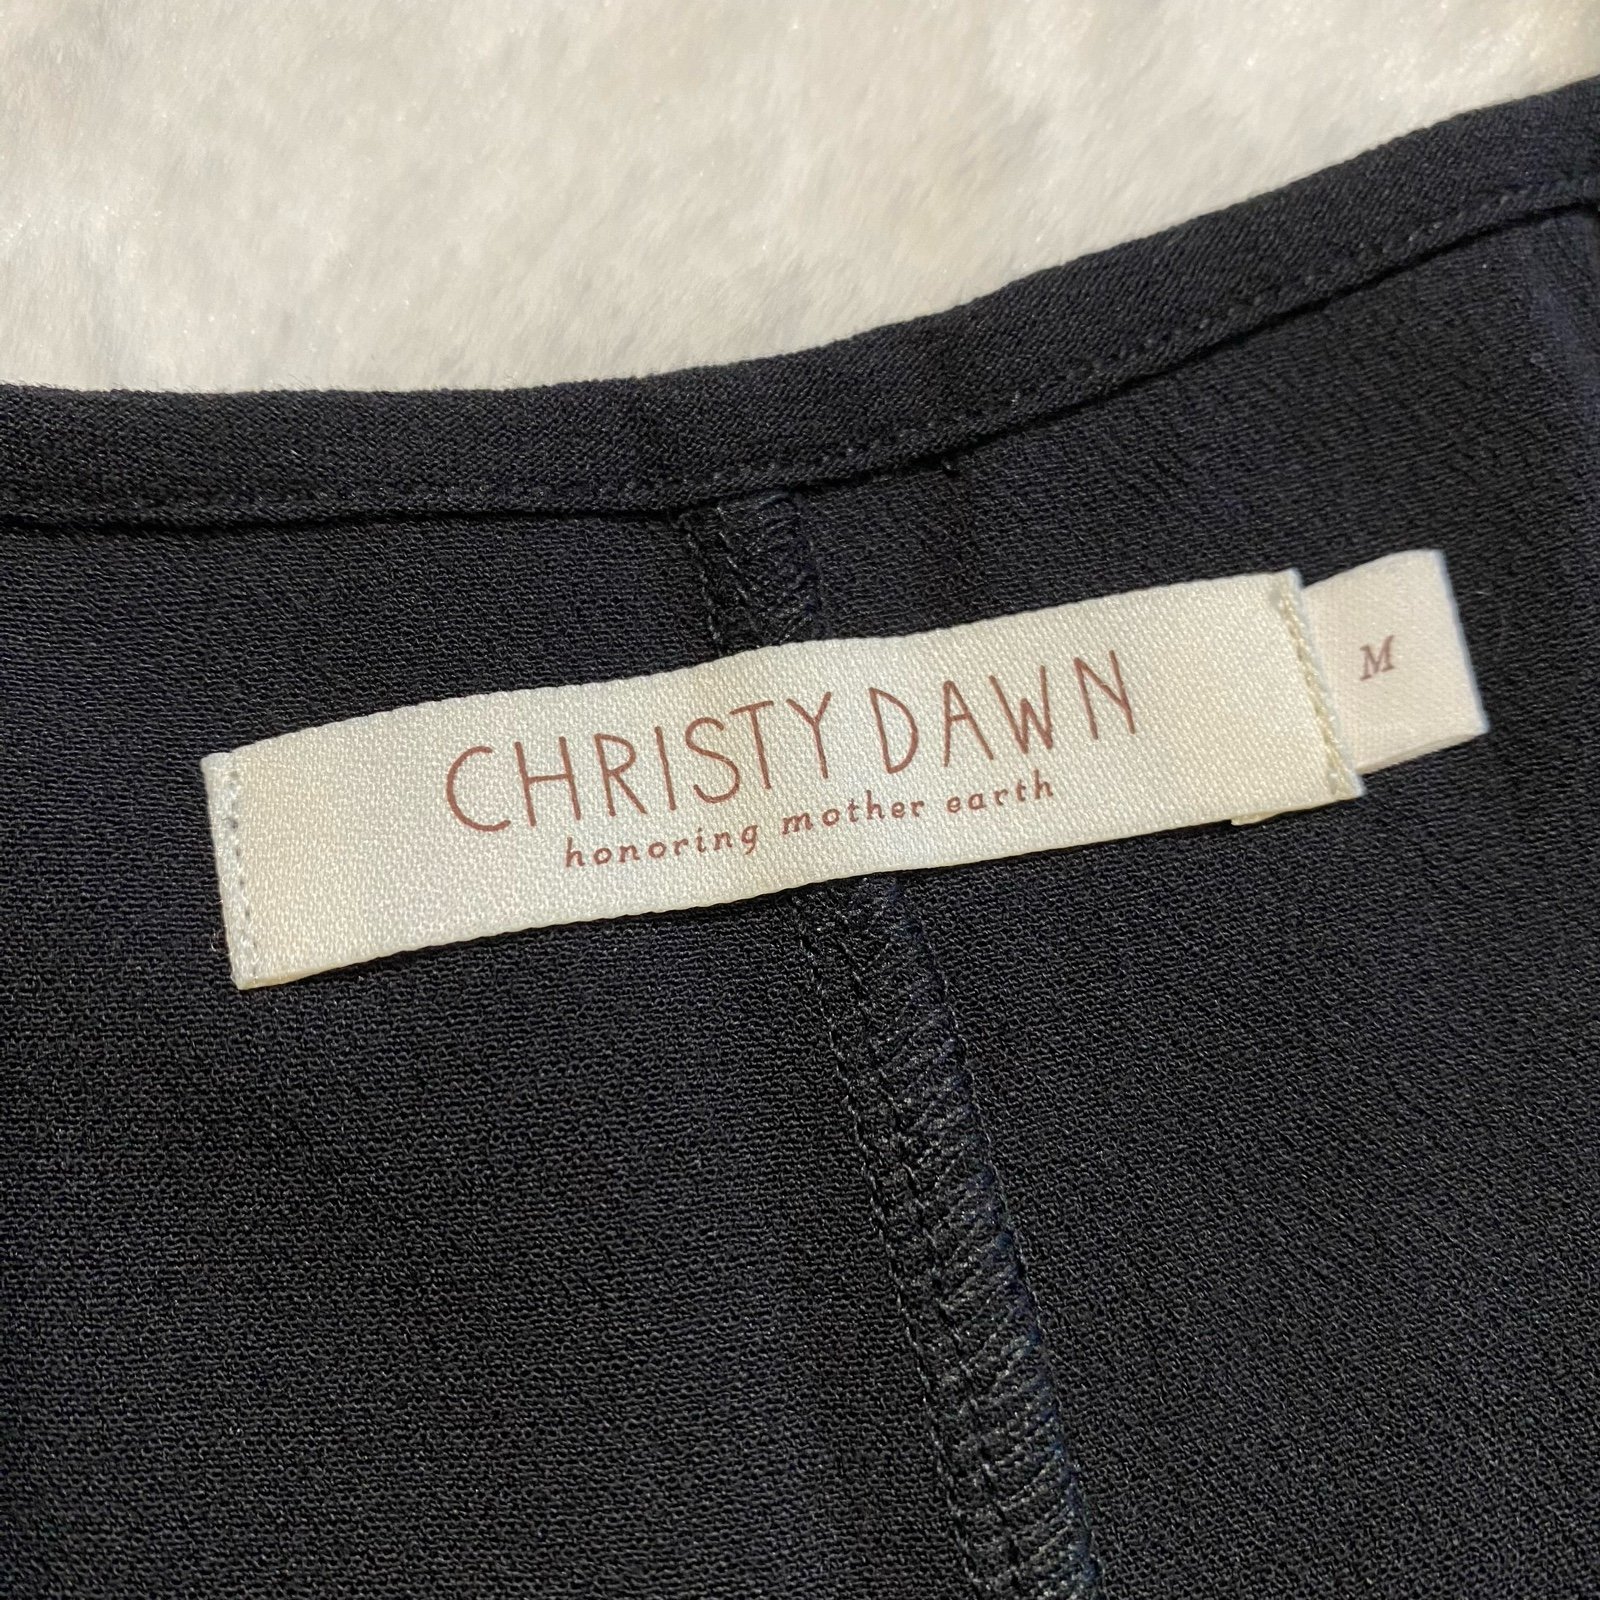 CHRISTY DAWN
honoring mother earth
M